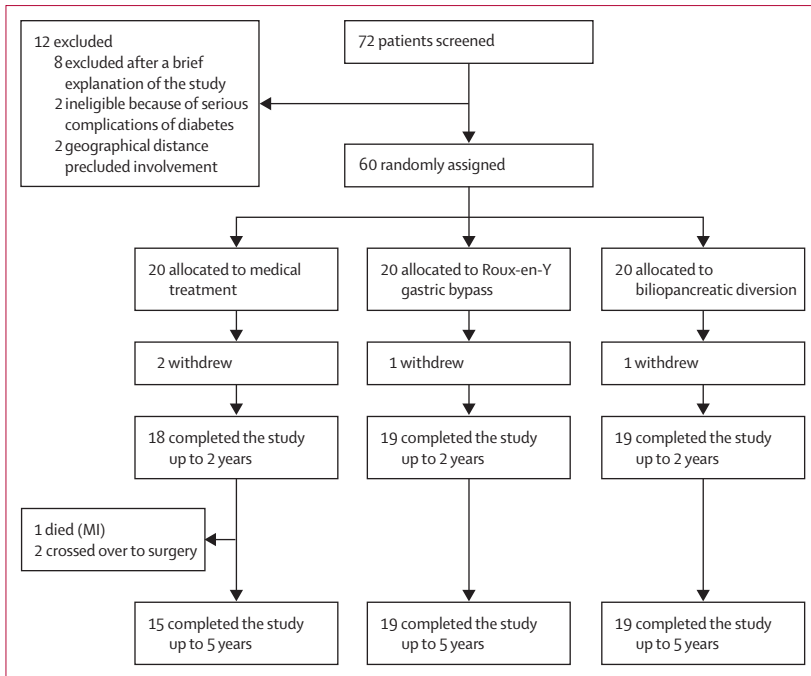 72 patients screened
12 excluded
8 excluded after a brief
explanation of the study
2 ineligible because of serious
complications of diabetes
2 geographical distance
precluded involvement
60 randomly assigned
20 allocated to medical
treatment
20 allocated to Roux-en-Y
gastric bypass
20 allocated to
biliopancreatic diversion
2 withdrew
1 withdrew
1 withdrew
18 completed the study
up to 2 years
19 completed the study
up to 2 years
19 completed the study
up to 2 years
1 died (MI)
2 crossed over to surgery
15 completed the study
up to 5 years
19 completed the study
up to 5 years
19 completed the study
up to 5 years